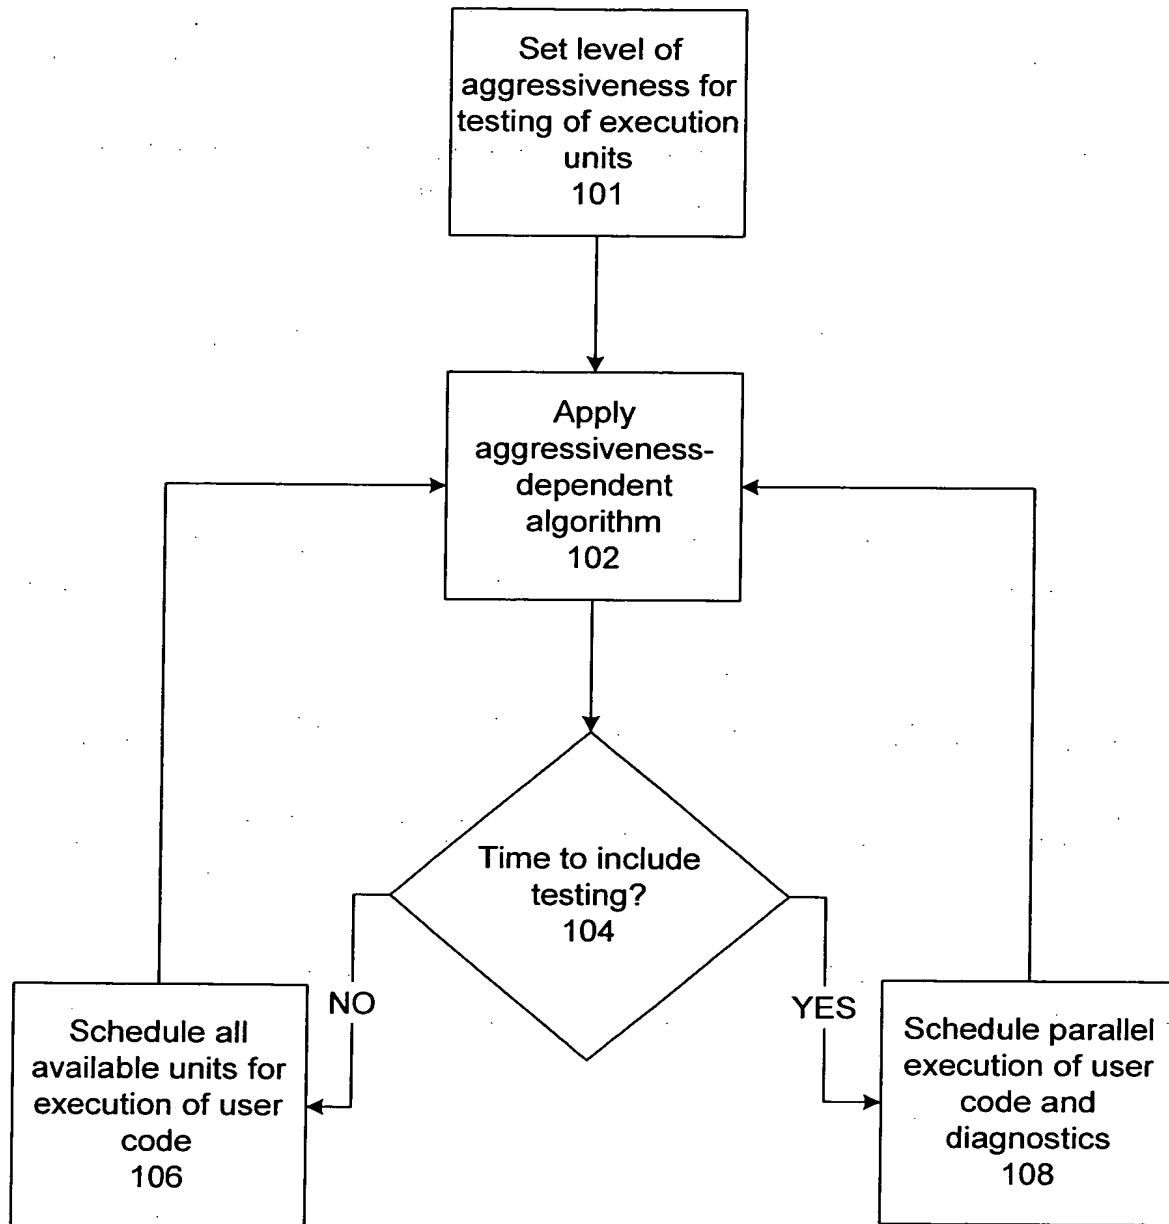 Set level of
aggressiveness for
testing of execution
units
101
Apply
aggressiveness-
dependent
algorithm
102
Time to include
testing?
104
NO
YES
Schedule all
available units for
execution of user
code
106
Schedule parallel
execution of user
code and
diagnostics
108